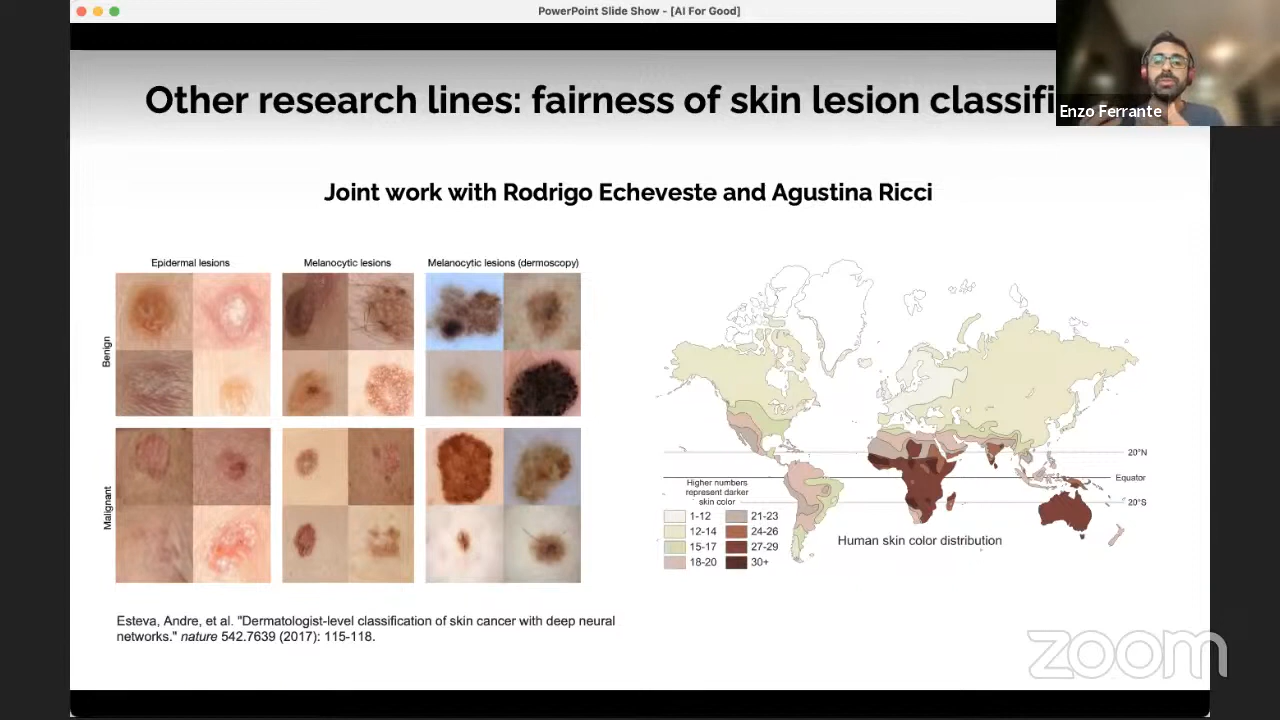 PowerPoint Slide Show - [AI For Good]
Other research lines: fairness of skin lesion classifi
Enzo Ferrante
Joint work with Rodrigo Echeveste and Agustina Ricci
Epidermal lesions
Melanocytic lesions
Melanocytic lesions (dermoscopy)
Benign
Malignant
20°N
Equator
20°S
Higher numbers
represent darker
skin color
1-12
21-23
12-14
24-26
15-17
27-29
18-20
30+
Human skin color distribution
Esteva, Andre, et al. "Dermatologist-level classification of skin cancer with deep neural
networks." nature 542.7639 (2017): 115-118.
zoom